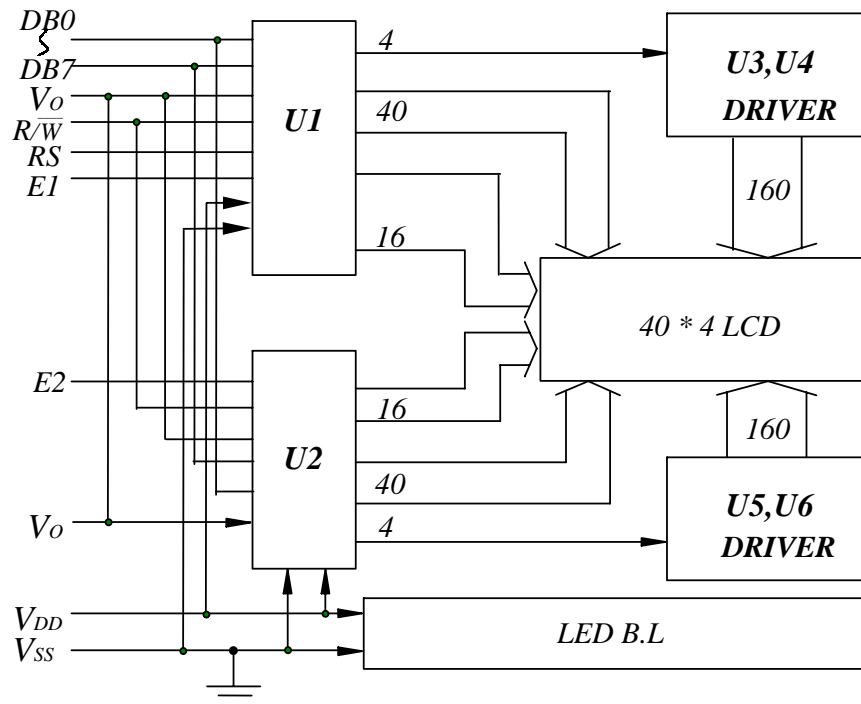 DB0
DB7
VO
R/W
RS
E1
U1
4
40
16
U3,U4
DRIVER
160
40 * 4 LCD
E2
U2
16
40
4
160
U5,U6
DRIVER
VO
VDD
VSS
LED B.L